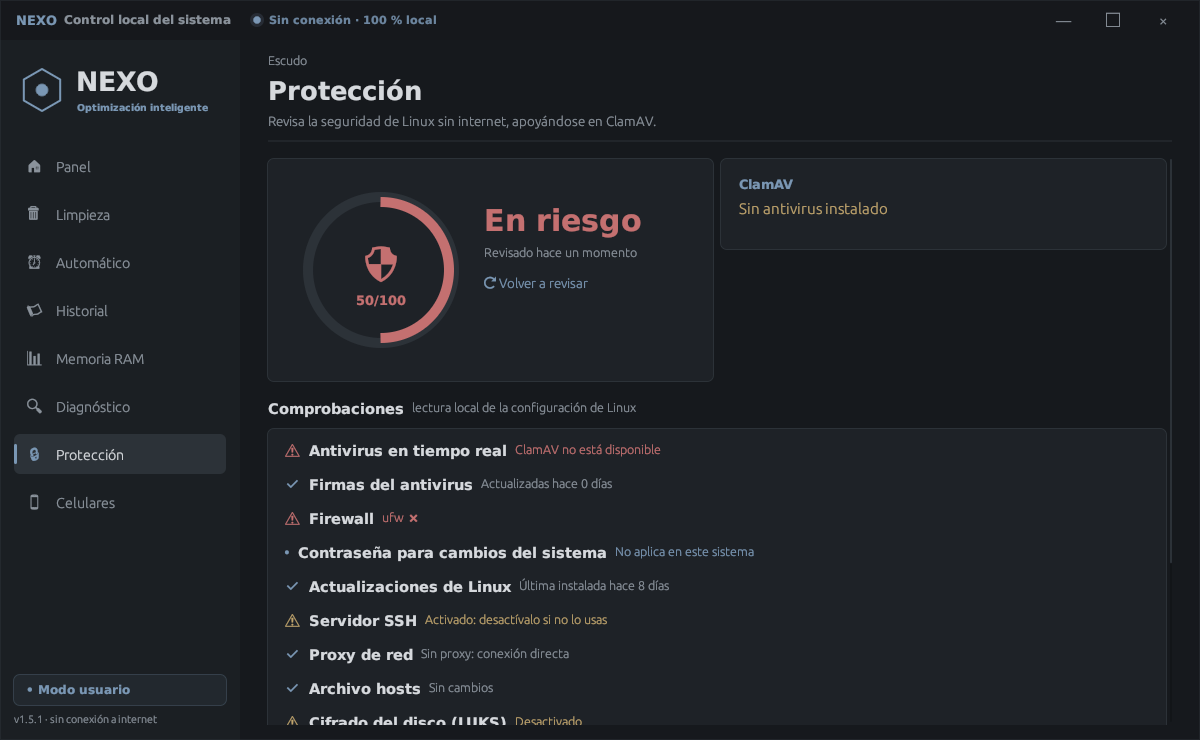 NEXO Control local del sistema Sin conexión · 100 % local
NEXO
Optimización inteligente
Panel
Limpieza
Automático
Historial
Memoria RAM
Diagnóstico
Protección
Celulares
• Modo usuario
v1.5.1 · sin conexión a internet
Escudo
Protección
Revisa la seguridad de Linux sin internet, apoyándose en ClamAV.
50/100
En riesgo
Revisado hace un momento
Volver a revisar
ClamAV
Sin antivirus instalado
Comprobaciones lectura local de la configuración de Linux
Antivirus en tiempo real ClamAV no está disponible
Firmas del antivirus Actualizadas hace 0 días
Firewall ufw ×
• Contraseña para cambios del sistema No aplica en este sistema
Actualizaciones de Linux Última instalada hace 8 días
Servidor SSH Activado: desactívalo si no lo usas
Proxy de red Sin proxy: conexión directa
Archivo hosts Sin cambios
Cifrado del disco (LUKS) Desactivado